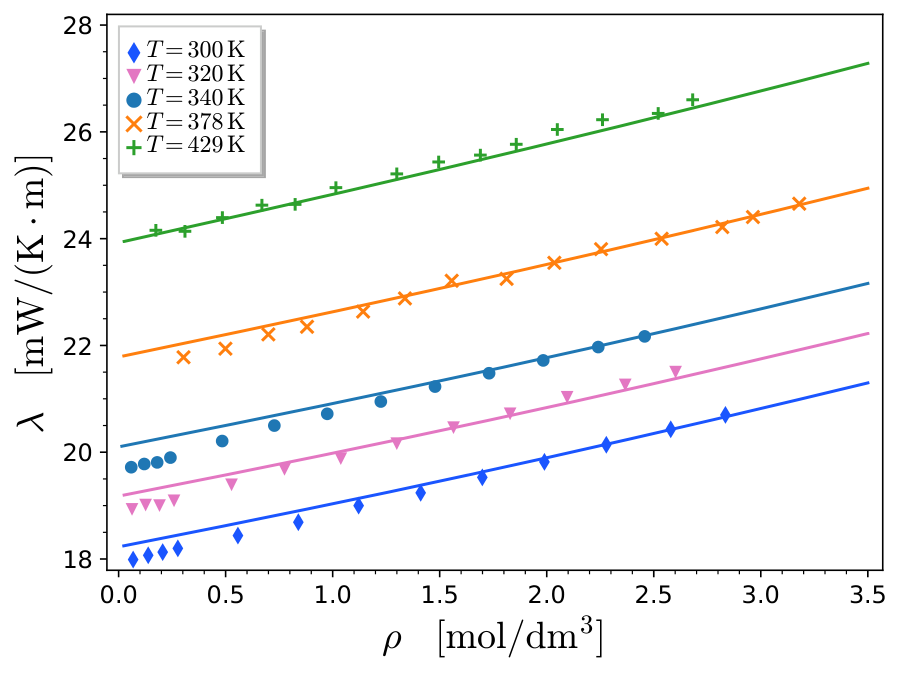 28
26
24
22
20
18
λ [mW/(K · m)]
T = 300 K
T = 320 K
T = 340 K
T = 378 K
T = 429 K
0.0 0.5 1.0 1.5 2.0 2.5 3.0 3.5
ρ [mol/dm³]